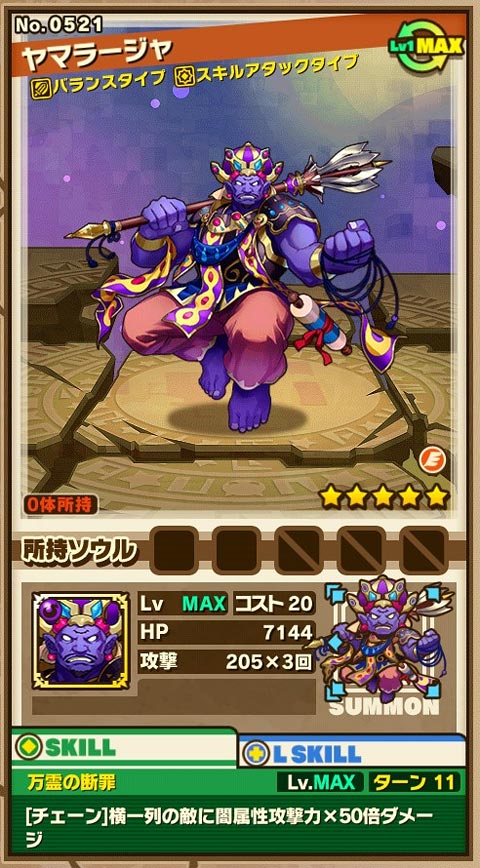 No.0521
ヤマラージャ
Lv1 MAX
バランスタイプ スキルアタックタイプ
E
0体所持
所持ソウル
Lv MAX コスト 20
HP 7144
攻撃 205×3回
SUMMON
SKILL
L SKILL
万霊の断罪 Lv.MAX ターン 11
[チェーン]横一列の敵に闇属性攻撃力×50倍ダメー
ジ